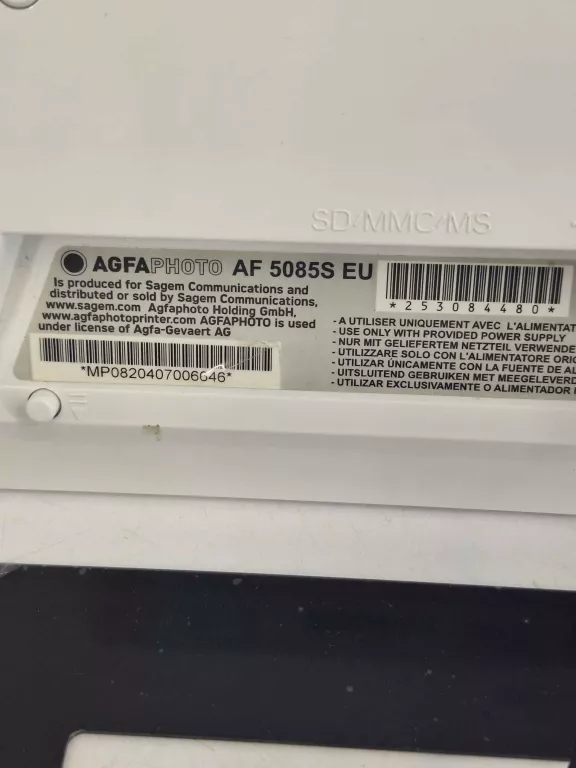 SD/MMC/MS
AGFAPHOTO AF 5085S EU
Is produced for Sagem Communications and
distributed or sold by Sagem Communications,
www.sagem.com Agfaphoto Holding GmbH,
www.agfaphotoprinter.com AGFAPHOTO is used
under license of Agfa-Gevaert AG
*253084480*
- A UTILISER UNIQUEMENT AVEC L'ALIMENTAT
- USE ONLY WITH PROVIDED POWER SUPPLY
- NUR MIT GELIEFERTEM NETZTEIL VERWENDE
- UTILIZZARE SOLO CON L'ALIMENTATORE ORI
- UTILIZAR ÚNICAMENTE CON LA FUENTE DE AL
- UITSLUITEND GEBRUIKEN MET MEEGELEVERD
- UTILIZAR EXCLUSIVAMENTE O ALIMENTADOR
*MP0820407006646*